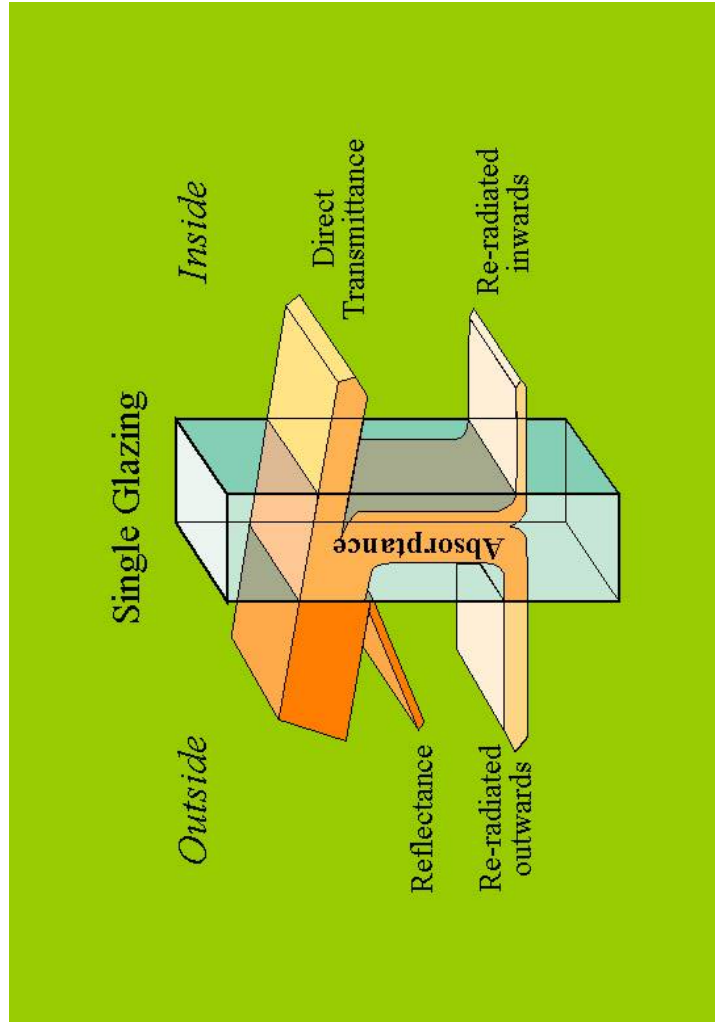 Single Glazing
Outside
Inside
Direct
Transmittance
Absorptance
Reflectance
Re-radiated
outwards
Re-radiated
inwards